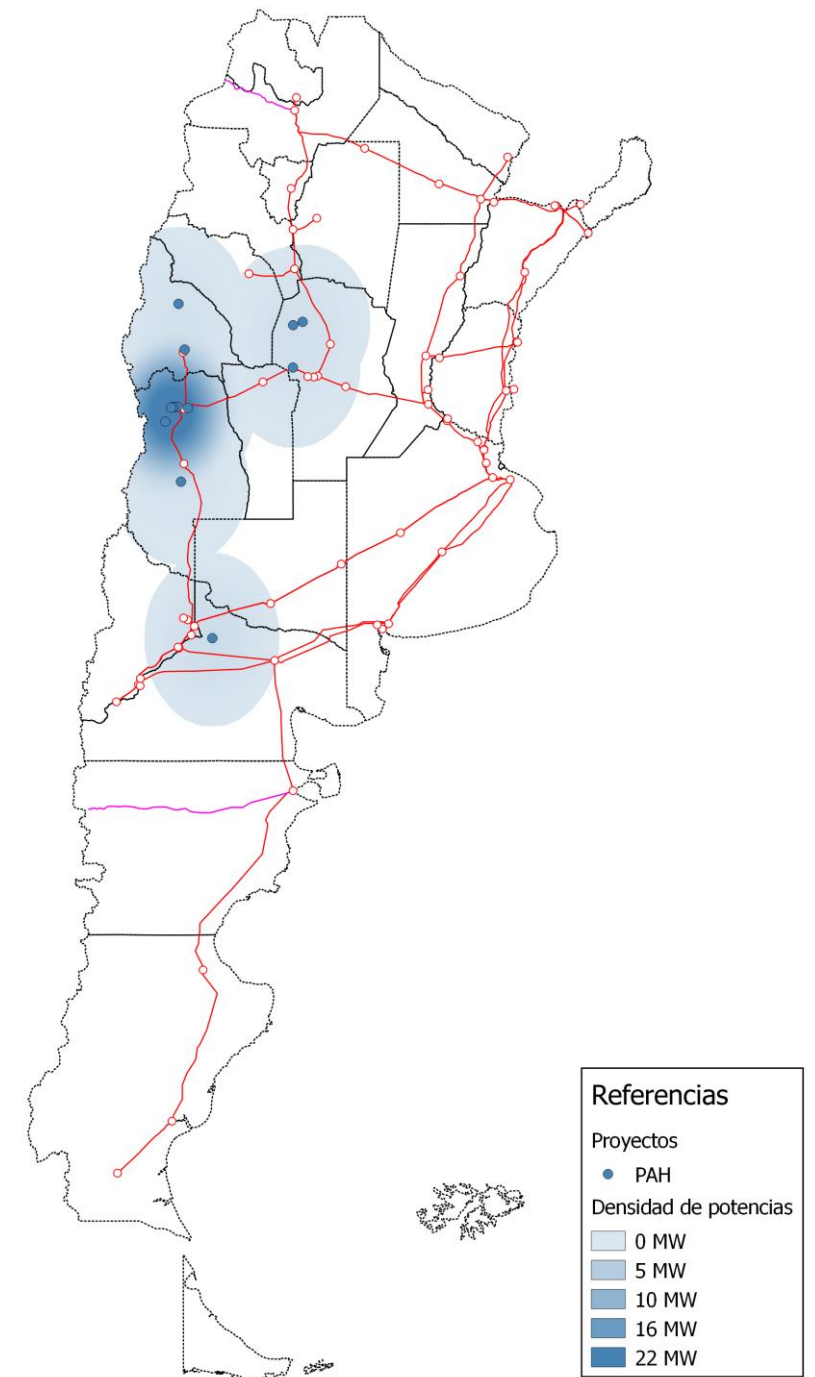 Referencias
Proyectos
PAH
Densidad de potencias
0 MW
5 MW
10 MW
16 MW
22 MW